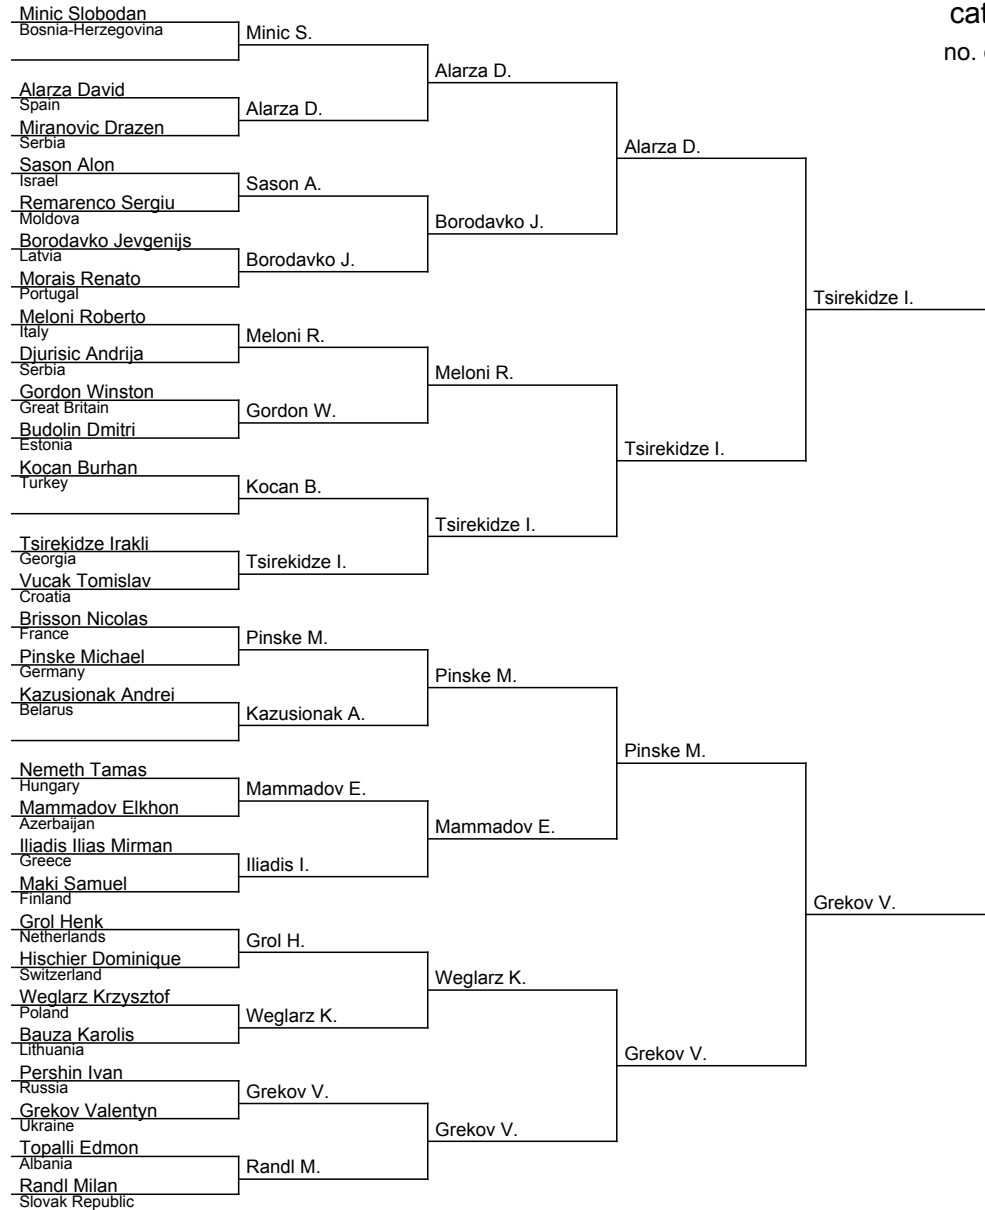 Minic Slobodan
Bosnia-Herzegovina
Alarza David
Spain
Miranovic Drazen
Serbia
Sason Alon
Israel
Remarenco Sergiu
Moldova
Borodavko Jevgenijs
Latvia
Morais Renato
Portugal
Meloni Roberto
Italy
Djurisic Andrija
Serbia
Gordon Winston
Great Britain
Budolin Dmitri
Estonia
Kocan Burhan
Turkey
Tsirekidze Irakli
Georgia
Vucak Tomislav
Croatia
Brisson Nicolas
France
Pinske Michael
Germany
Kazusionak Andrei
Belarus
Nemeth Tamas
Hungary
Mammadov Elkhon
Azerbaijan
Iliadis Ilias Mirman
Greece
Maki Samuel
Finland
Grol Henk
Netherlands
Hischier Dominique
Switzerland
Weglarz Krzysztof
Poland
Bauza Karolis
Lithuania
Pershin Ivan
Russia
Grekov Valentyn
Ukraine
Topalli Edmon
Albania
Randl Milan
Slovak Republic
Minic S.
Alarza D.
Sason A.
Borodavko J.
Meloni R.
Gordon W.
Kocan B.
Tsirekidze I.
Pinske M.
Kazusionak A.
Mammadov E.
Iliadis I.
Grol H.
Weglarz K.
Grekov V.
Randl M.
Alarza D.
Borodavko J.
Meloni R.
Tsirekidze I.
Pinske M.
Mammadov E.
Weglarz K.
Grekov V.
Alarza D.
Tsirekidze I.
Pinske M.
Grekov V.
Tsirekidze I.
Grekov V.
cat
no.